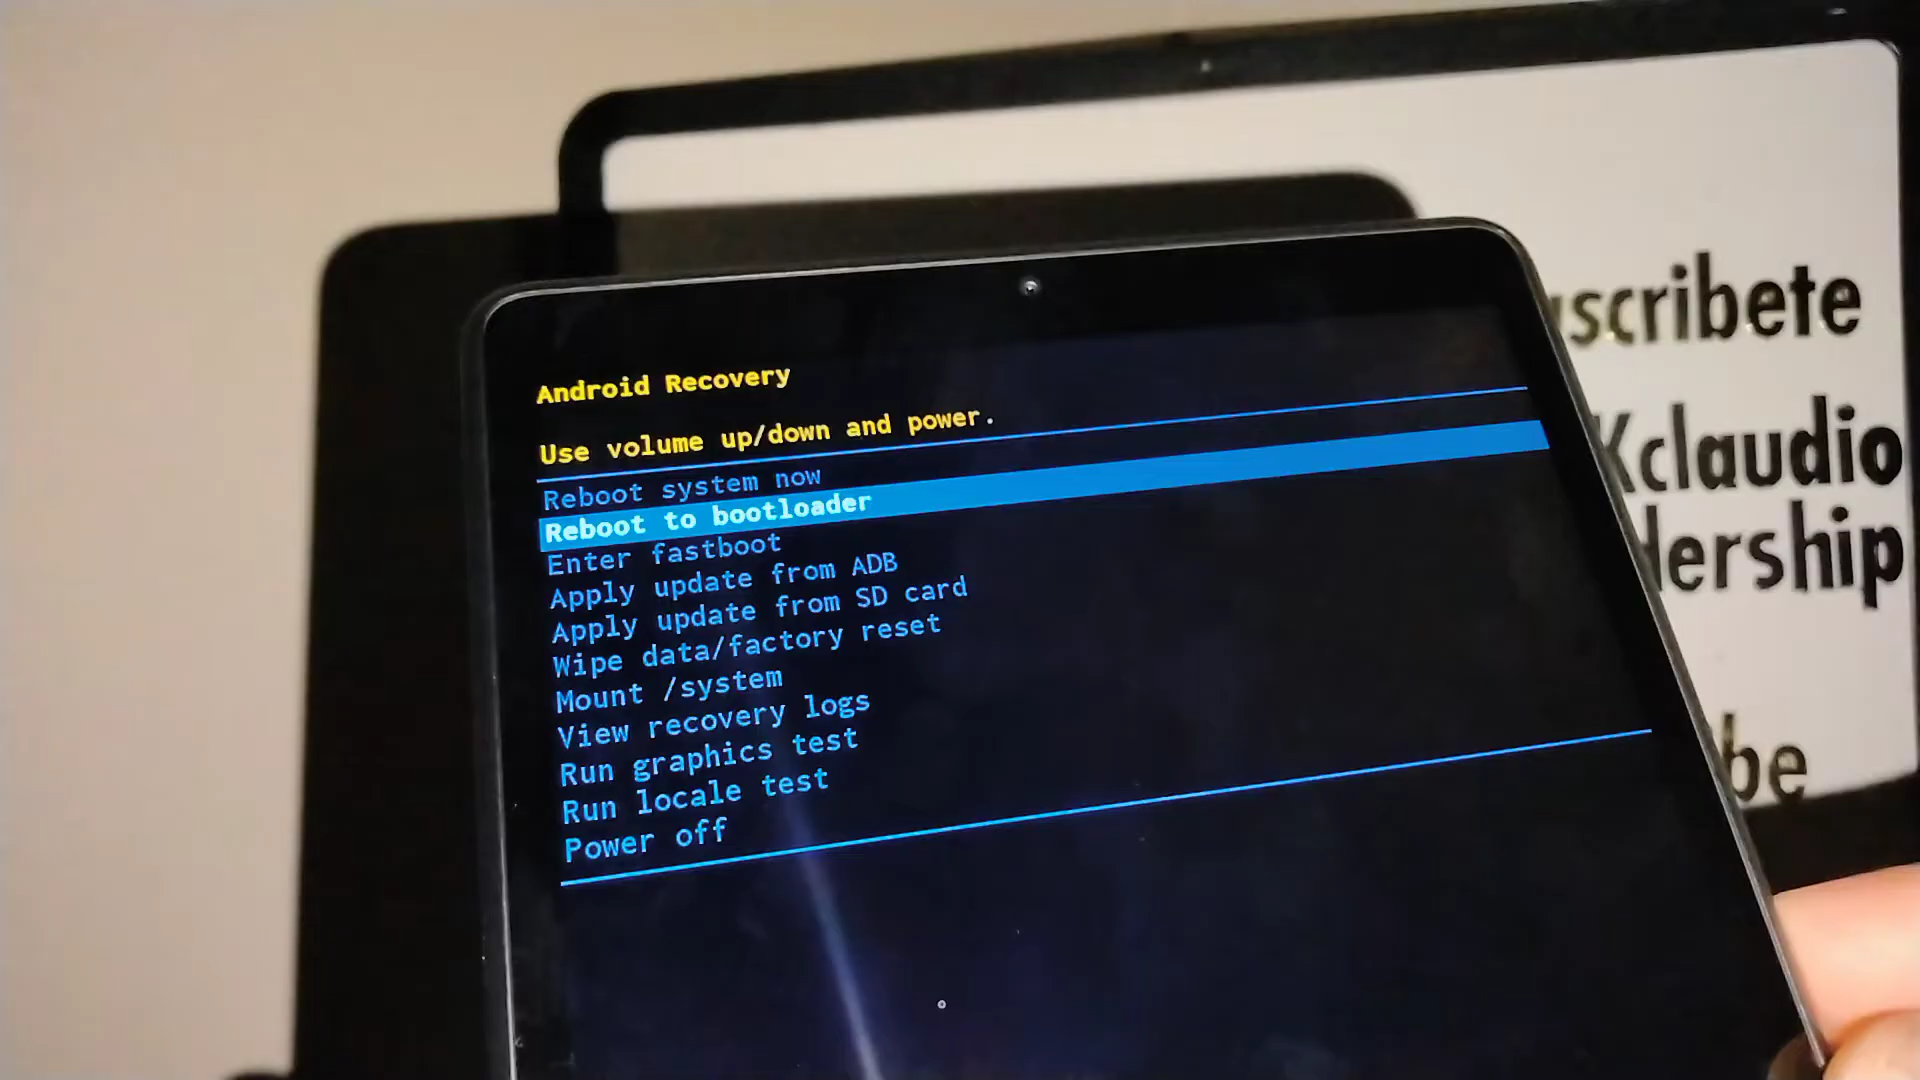 Android Recovery
Use volume up/down and power.
Reboot system now
Reboot to bootloader
Enter fastboot
Apply update from ADB
Apply update from SD card
Wipe data/factory reset
Mount /system
View recovery logs
Run graphics test
Run locale test
Power off
uscribete
Kclaudio
dership
be